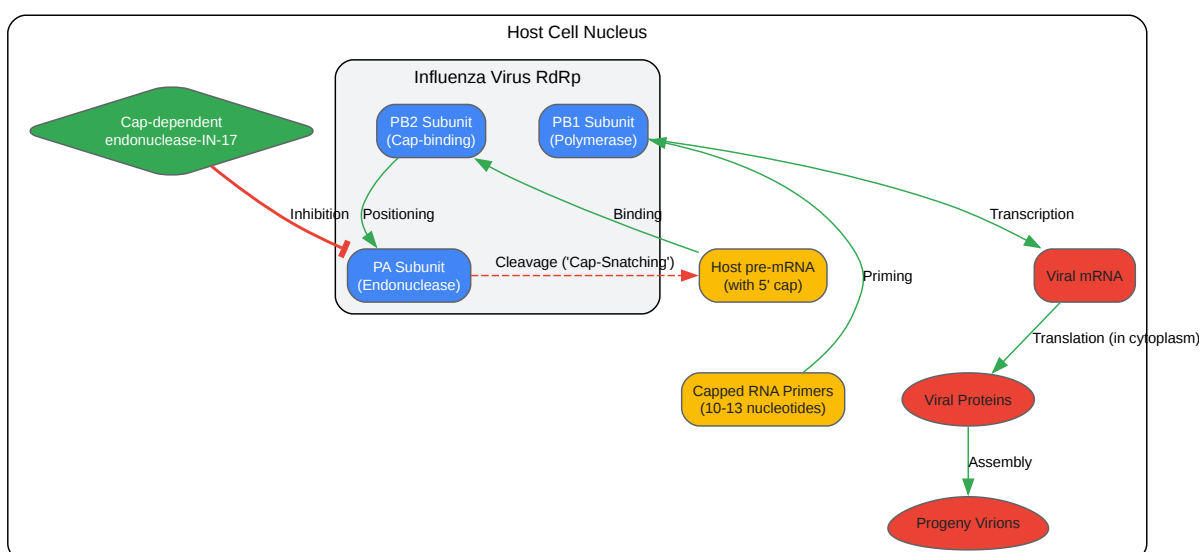 Host Cell Nucleus
Influenza Virus RdRp
Cap-dependent
endonuclease-IN-17
PB2 Subunit
(Cap-binding)
PB1 Subunit
(Polymerase)
Inhibition
Positioning
Binding
Transcription
PA Subunit
(Endonuclease)
Cleavage ('Cap-Snatching')
Host pre-mRNA
(with 5' cap)
Priming
Viral mRNA
Translation (in cytoplasm)
Capped RNA Primers
(10-13 nucleotides)
Viral Proteins
Assembly
Progeny Virions